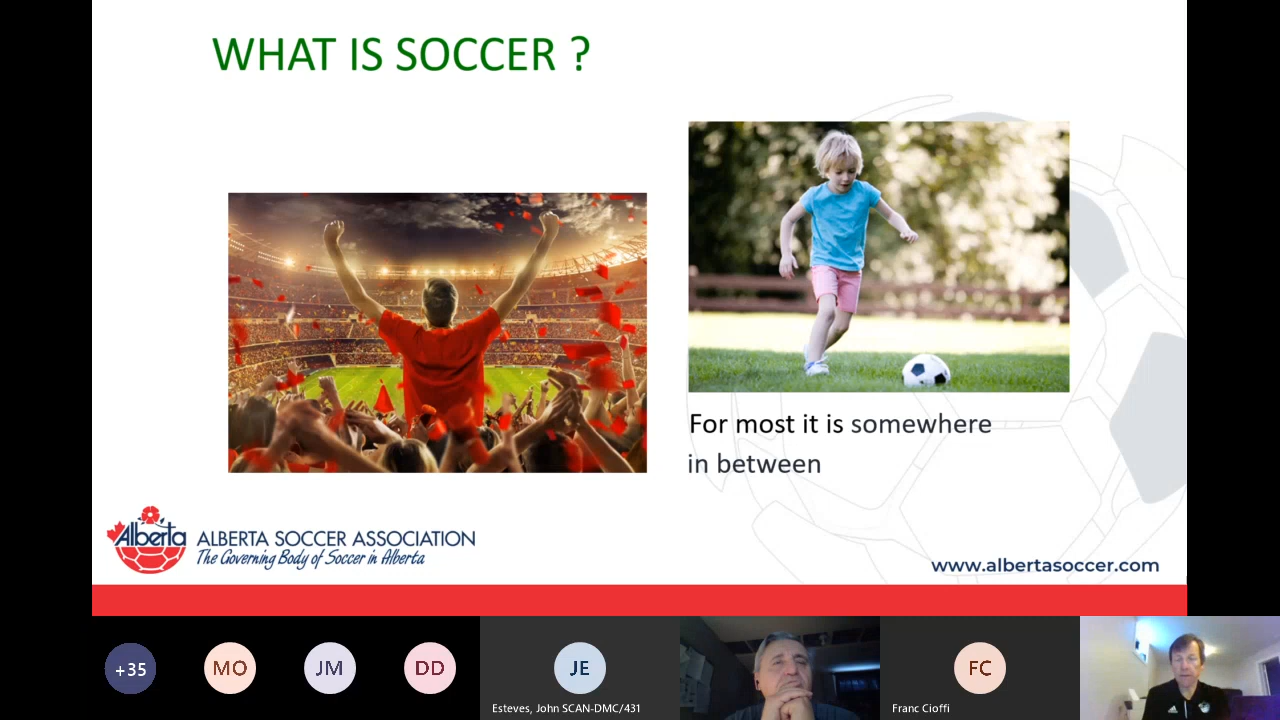 WHAT IS SOCCER ?
For most it is somewhere
in between
Alberta
ALBERTA SOCCER ASSOCIATION
The Governing Body of Soccer in Alberta
www.albertasoccer.com
+35
MO
JM
DD
JE
FC
Esteves, John SCAN-DMC/431
Franc Cioffi